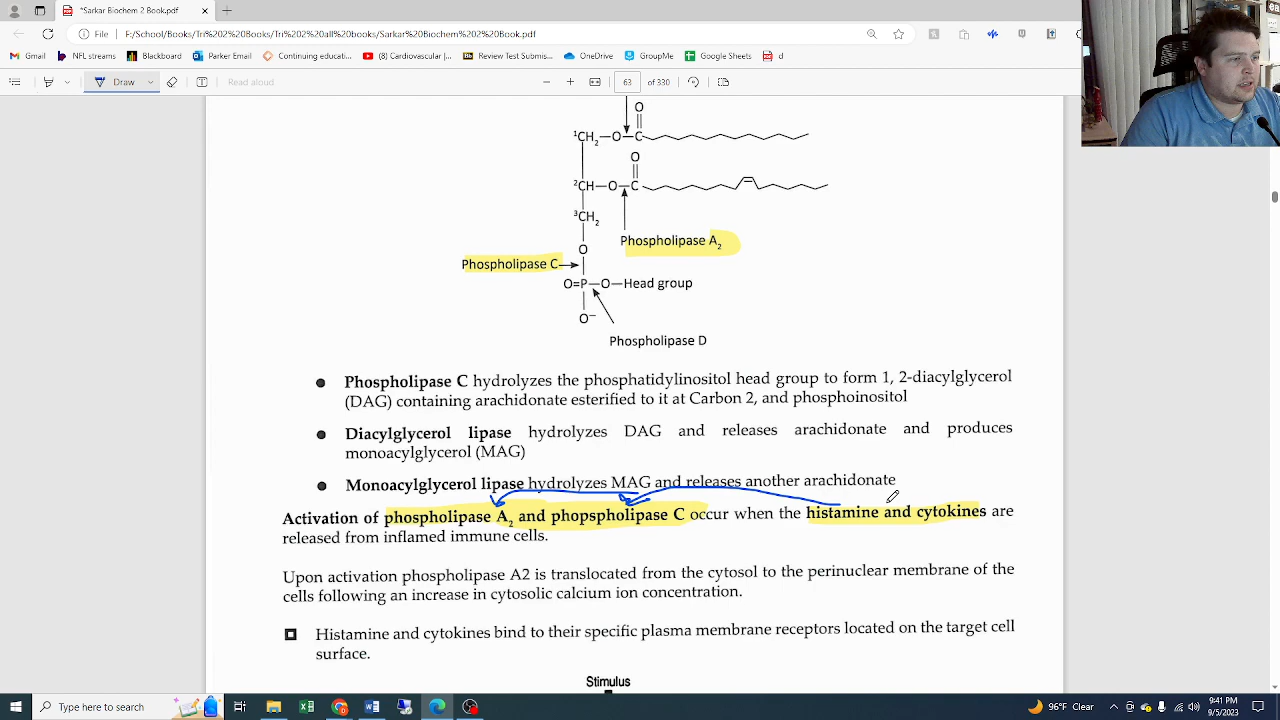 *Sarkar Biochem 2 Book.pdf
File
F:/School/Books/Tri%202%20Books/Sarkar%20Biochem%202%20Book.pdf
Gmail
NFL streams
Blackboard
Parker Email
Continuing educati...
Cardiovascular |...
Review Test Submiss...
OneDrive
GroupMe
Google Sheets
d
Draw
Read aloud
63 of 330
O
¹CH₂—O—C
O
²CH—O—C
³CH₂
Phospholipase A₂
O
Phospholipase C
O=P—O—Head group
O⁻
Phospholipase D
Phospholipase C hydrolyzes the phosphatidylinositol head group to form 1, 2-diacylglycerol
(DAG) containing arachidonate esterified to it at Carbon 2, and phosphoinositol
Diacylglycerol lipase hydrolyzes DAG and releases arachidonate and produces
monoacylglycerol (MAG)
Monoacylglycerol lipase hydrolyzes MAG and releases another arachidonate
Activation of phospholipase A₂ and phopspholipase C occur when the histamine and cytokines are
released from inflamed immune cells.
Upon activation phospholipase A2 is translocated from the cytosol to the perinuclear membrane of the
cells following an increase in cytosolic calcium ion concentration.
Histamine and cytokines bind to their specific plasma membrane receptors located on the target cell
surface.
Stimulus
Type here to search
96°F Clear
9:41 PM
9/5/2023